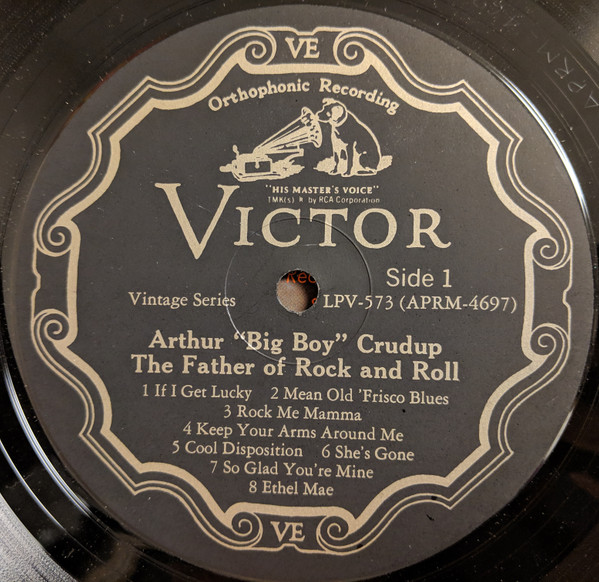 VE
Orthophonic Recording
"HIS MASTER'S VOICE"
TMK(s) ® by RCA Corporation
VICTOR
Side 1
Vintage Series
LPV-573 (APRM-4697)
Arthur “Big Boy” Crudup
The Father of Rock and Roll
1 If I Get Lucky 2 Mean Old 'Frisco Blues
3 Rock Me Mamma
4 Keep Your Arms Around Me
5 Cool Disposition 6 She's Gone
7 So Glad You're Mine
8 Ethel Mae
VE